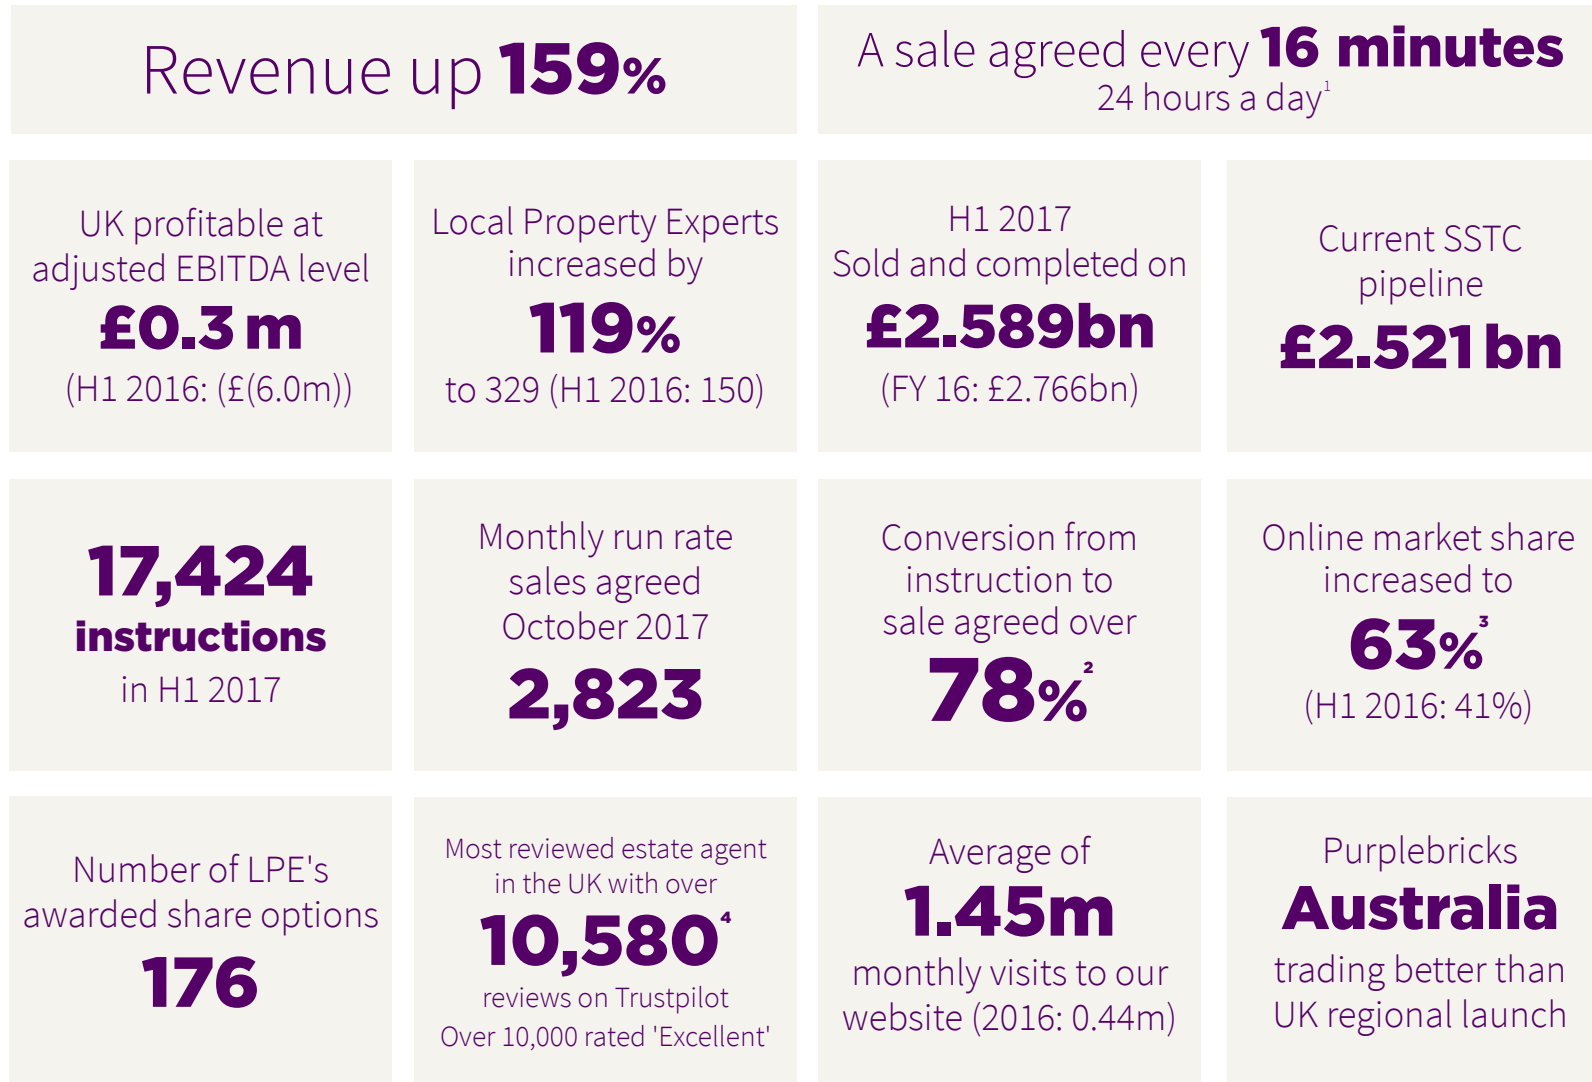 Revenue up 159%
A sale agreed every 16 minutes
24 hours a day¹
UK profitable at
adjusted EBITDA level
£0.3 m
(H1 2016: (£(6.0m))
Local Property Experts
increased by
119%
to 329 (H1 2016: 150)
H1 2017
Sold and completed on
£2.589bn
(FY 16: £2.766bn)
Current SSTC
pipeline
£2.521 bn
17,424
instructions
in H1 2017
Monthly run rate
sales agreed
October 2017
2,823
Conversion from
instruction to
sale agreed over
78%²
Online market share
increased to
63%³
(H1 2016: 41%)
Number of LPE's
awarded share options
176
Most reviewed estate agent
in the UK with over
10,580⁴
reviews on Trustpilot
Over 10,000 rated 'Excellent'
Average of
1.45m
monthly visits to our
website (2016: 0.44m)
Purplebricks
Australia
trading better than
UK regional launch